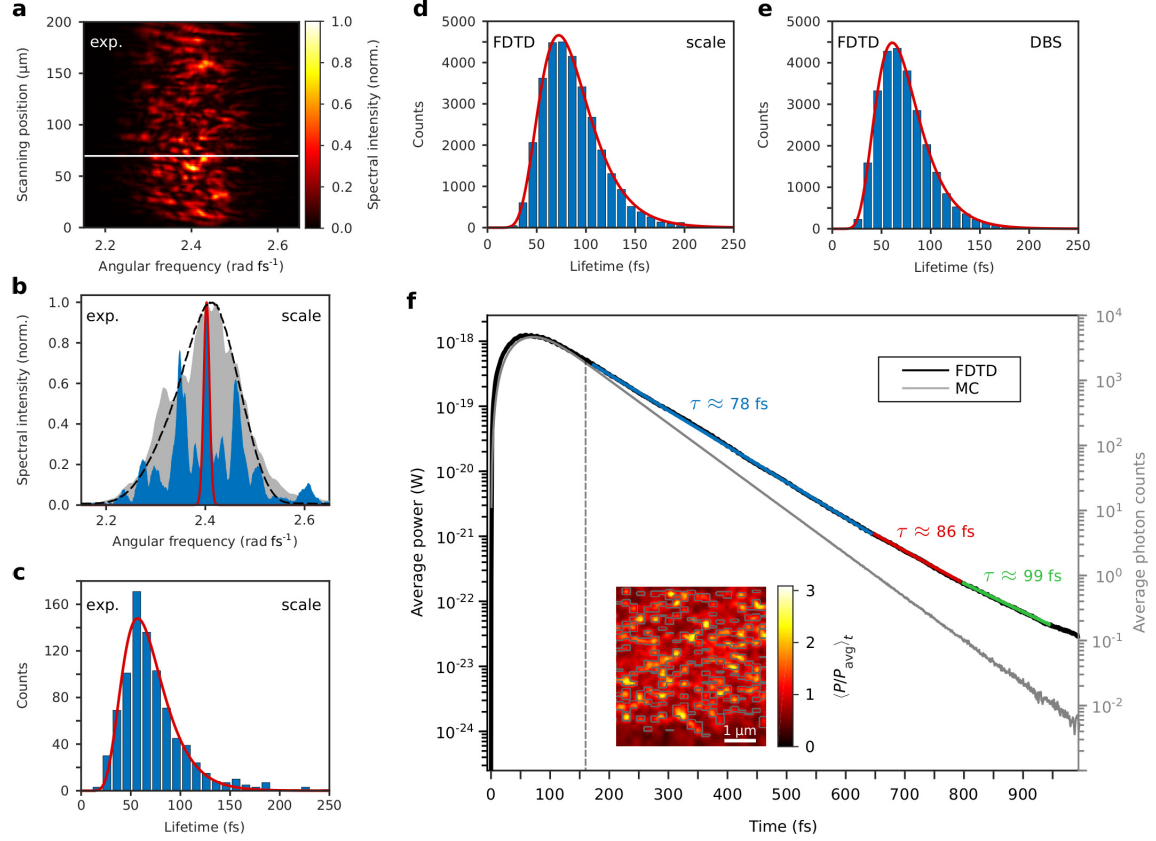 a
exp.
Scanning position (µm)
200
150
100
50
0
2.2
2.4
2.6
Angular frequency (rad fs-1)
1.0
0.8
0.6
0.4
0.2
0.0
Spectral intensity (norm.)
d
FDTD
scale
Counts
5000
4000
3000
2000
1000
0
0
50
100
150
200
250
Lifetime (fs)
e
FDTD
DBS
Counts
5000
4000
3000
2000
1000
0
0
50
100
150
200
250
Lifetime (fs)
b
exp.
scale
Spectral intensity (norm.)
1.0
0.8
0.6
0.4
0.2
0.0
2.2
2.4
2.6
Angular frequency (rad fs-1)
c
exp.
scale
Counts
160
120
80
40
0
0
50
100
150
200
250
Lifetime (fs)
f
Average power (W)
10-18
10-19
10-20
10-21
10-22
10-23
10-24
FDTD
MC
τ ≈ 78 fs
τ ≈ 86 fs
τ ≈ 99 fs
1 µm
3
2
1
0
⟨P/Pavg⟩t
104
103
102
101
100
10-1
10-2
Average photon counts
0
100
200
300
400
500
600
700
800
900
Time (fs)